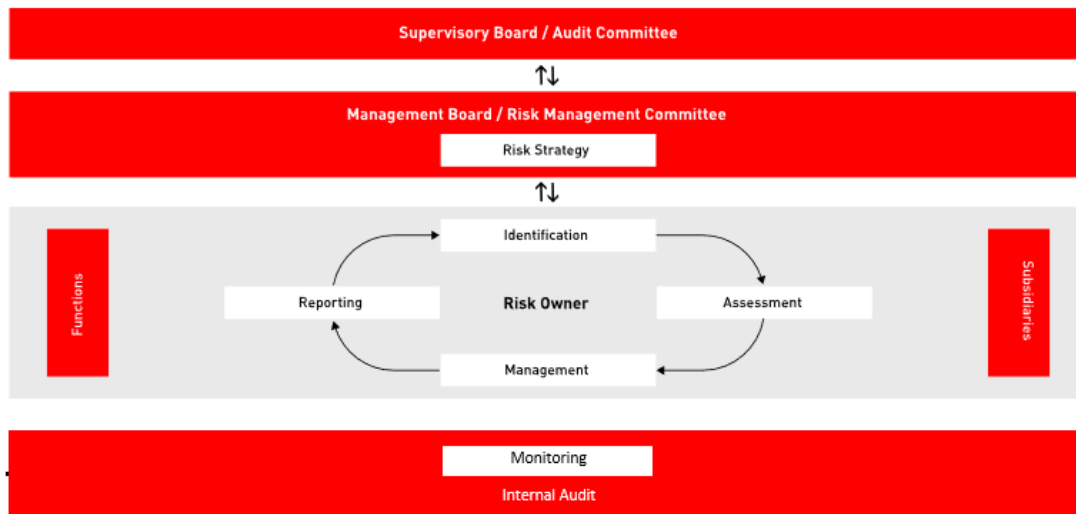 Supervisory Board / Audit Committee
↑↓
Management Board / Risk Management Committee
Risk Strategy
↑↓
Identification
Functions
Reporting
Risk Owner
Assessment
Subsidiaries
Management
Monitoring
Internal Audit